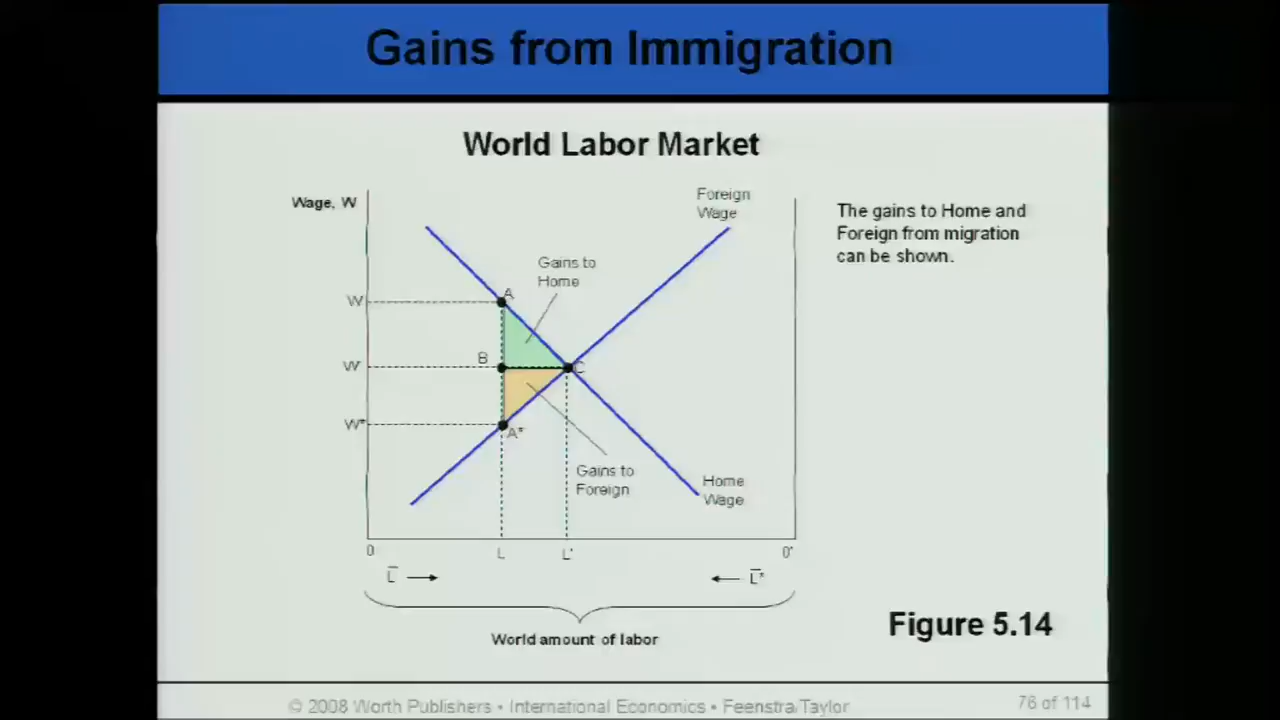 Gains from Immigration
World Labor Market
Wage, W
Foreign
Wage
The gains to Home and
Foreign from migration
can be shown.
Gains to
Home
W
A
B
C
W'
W*
A*
Gains to
Foreign
Home
Wage
0
L
L'
0*
L̅
L̅*
World amount of labor
Figure 5.14
© 2008 Worth Publishers • International Economics • Feenstra/Taylor
76 of 114